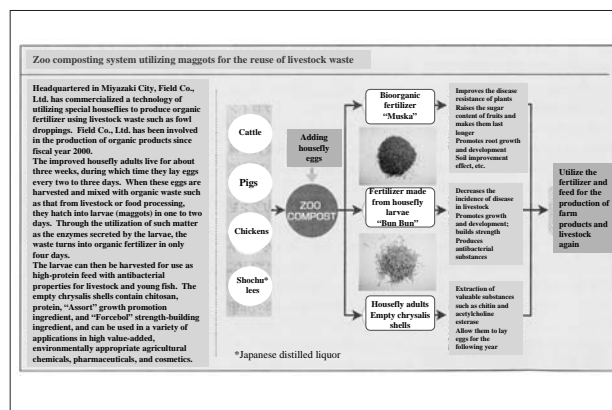 Zoo composting system utilizing maggots for the reuse of livestock waste
Headquartered in Miyazaki City, Field Co.,
Ltd. has commercialized a technology of
utilizing special houseflies to produce organic
fertilizer using livestock waste such as fowl
droppings. Field Co., Ltd. has been involved
in the production of organic products since
fiscal year 2000.
The improved housefly adults live for about
three weeks, during which time they lay eggs
every two to three days. When these eggs are
harvested and mixed with organic waste such
as that from livestock or food processing,
they hatch into larvae (maggots) in one to two
days. Through the utilization of such matter
as the enzymes secreted by the larvae, the
waste turns into organic fertilizer in only
four days.
The larvae can then be harvested for use as
high-protein feed with antibacterial
properties for livestock and young fish. The
empty chrysalis shells contain chitosan,
protein, “Assort” growth promotion
ingredient, and “Forcebol” strength-building
ingredient, and can be used in a variety of
applications in high value-added,
environmentally appropriate agricultural
chemicals, pharmaceuticals, and cosmetics.
Cattle
Pigs
Chickens
Shochu*
lees
Adding
housefly
eggs
ZOO
COMPOST
Bioorganic
fertilizer
“Muska”
Fertilizer made
from housefly
larvae
“Bun Bun”
Housefly adults
Empty chrysalis
shells
Improves the disease
resistance of plants
Raises the sugar
content of fruits and
makes them last
longer
Promotes root growth
and development
Soil improvement
effect, etc.
Decreases the
incidence of disease
in livestock
Promotes growth and
development;
builds strength
Produces
antibacterial
substances
Extraction of
valuable substances
such as chitin and
acetylcholine
esterase
Allow them to lay
eggs for the
following year
Utilize the
fertilizer and
feed for the
production of
farm
products and
livestock
again
*Japanese distilled liquor